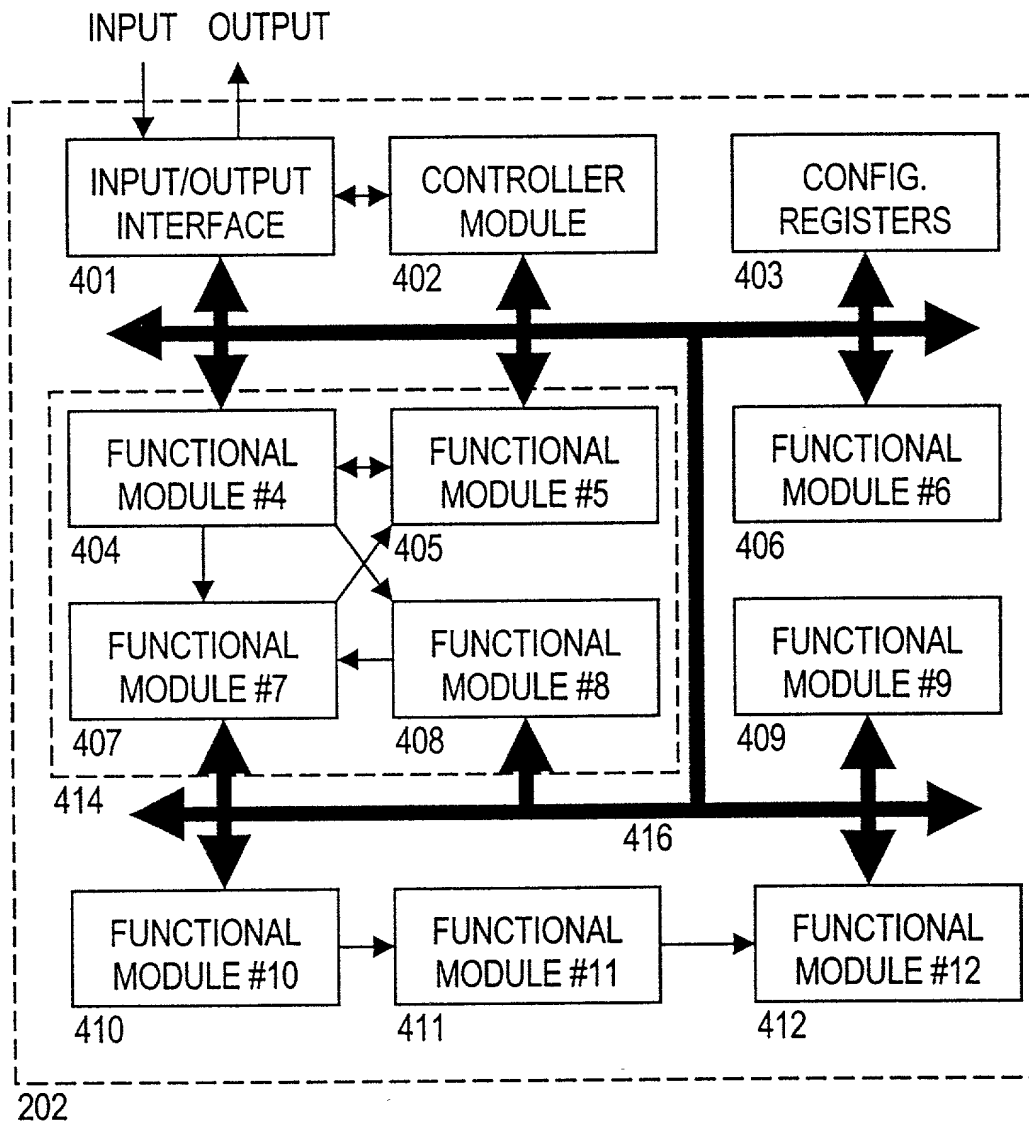 INPUT OUTPUT
INPUT/OUTPUT
INTERFACE
401
CONTROLLER
MODULE
402
CONFIG.
REGISTERS
403
FUNCTIONAL
MODULE #4
404
FUNCTIONAL
MODULE #5
405
FUNCTIONAL
MODULE #6
406
FUNCTIONAL
MODULE #7
407
FUNCTIONAL
MODULE #8
408
FUNCTIONAL
MODULE #9
409
414
416
FUNCTIONAL
MODULE #10
410
FUNCTIONAL
MODULE #11
411
FUNCTIONAL
MODULE #12
412
202